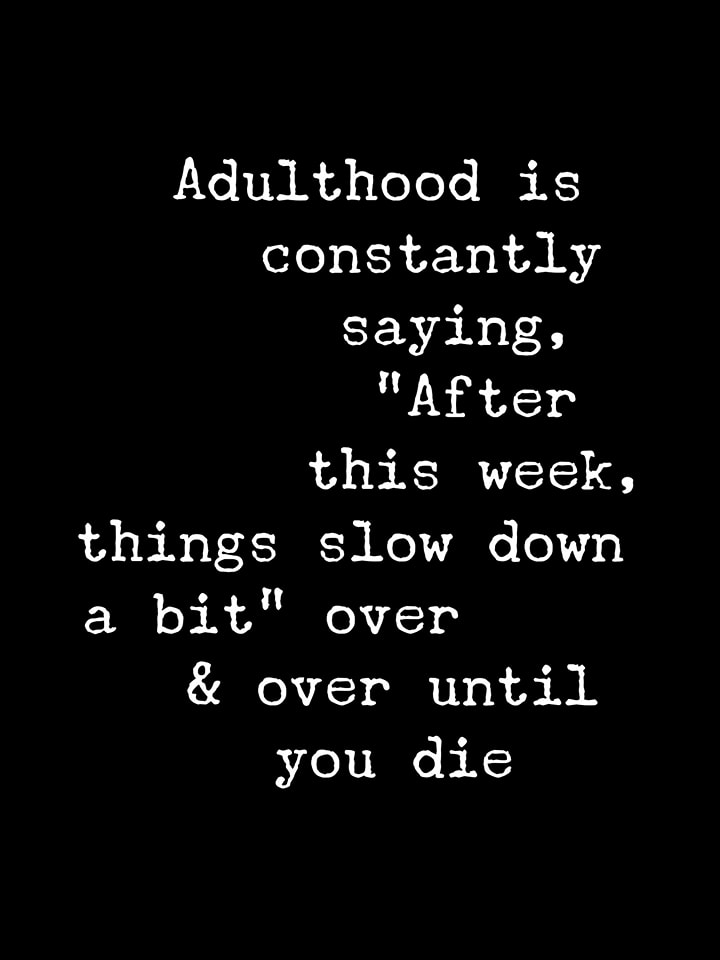 Adulthood is
constantly
saying,
"After
this week,
things slow down
a bit" over
& over until
you die